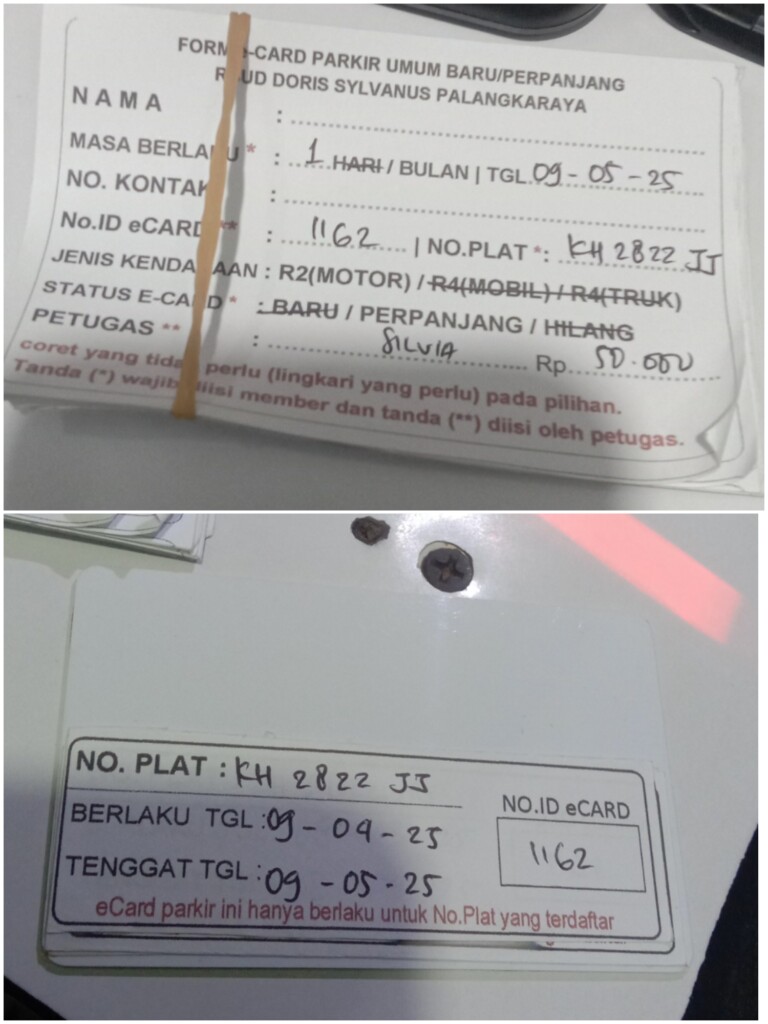 FORM E-CARD PARKIR UMUM BARU/PERPANJANG
RSUD DORIS SYLVANUS PALANGKARAYA
NAMA :
MASA BERLAKU * : 1 HARI / BULAN | TGL. 09-05-25
NO. KONTAK :
No.ID eCARD ** : 1162 | NO.PLAT *: KH 2822 JJ
JENIS KENDARAAN : R2(MOTOR) / R4(MOBIL) / R4(TRUK)
STATUS E-CARD * : BARU / PERPANJANG / HILANG
PETUGAS ** : SILVIA Rp. 50.000
coret yang tidak perlu (lingkari yang perlu) pada pilihan.
Tanda (*) wajib diisi member dan tanda (**) diisi oleh petugas.
NO. PLAT : KH 2822 JJ
BERLAKU TGL : 09-04-25
TENGGAT TGL : 09-05-25
NO.ID eCARD
1162
eCard parkir ini hanya berlaku untuk No.Plat yang terdaftar